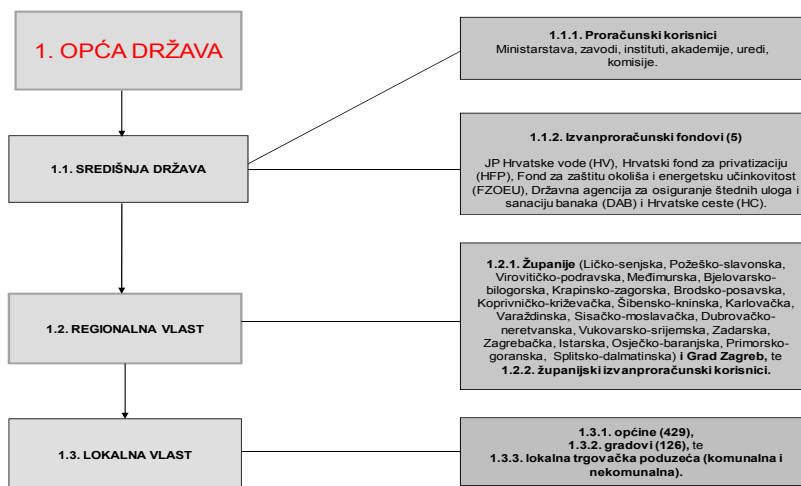 1. OPĆA DRŽAVA
1.1.1. Proračunski korisnici
Ministarstava, zavodi, instituti, akademije, uredi,
komisije.
1.1. SREDIŠNJA DRŽAVA
1.1.2. Izvanproračunski fondovi (5)
JP Hrvatske vode (HV), Hrvatski fond za privatizaciju
(HFP), Fond za zaštitu okoliša i energetsku učinkovitost
(FZOEU), Državna agencija za osiguranje štednih uloga i
sanaciju banaka (DAB) i Hrvatske ceste (HC).
1.2. REGIONALNA VLAST
1.2.1. Županije (Ličko-senjska, Požeško-slavonska,
Virovitičko-podravska, Međimurska, Bjelovarsko-
bilogorska, Krapinsko-zagorska, Brodsko-posavska,
Koprivničko-križevačka, Šibensko-kninska, Karlovačka,
Varaždinska, Sisačko-moslavačka, Dubrovačko-
neretvanska, Vukovarsko-srijemska, Zadarska,
Zagrebačka, Istarska, Osječko-baranjska, Primorsko-
goranska, Splitsko-dalmatinska) i Grad Zagreb, te
1.2.2. županijski izvanproračunski korisnici.
1.3. LOKALNA VLAST
1.3.1. općine (429),
1.3.2. gradovi (126), te
1.3.3. lokalna trgovačka poduzeća (komunalna i
nekomunalna).